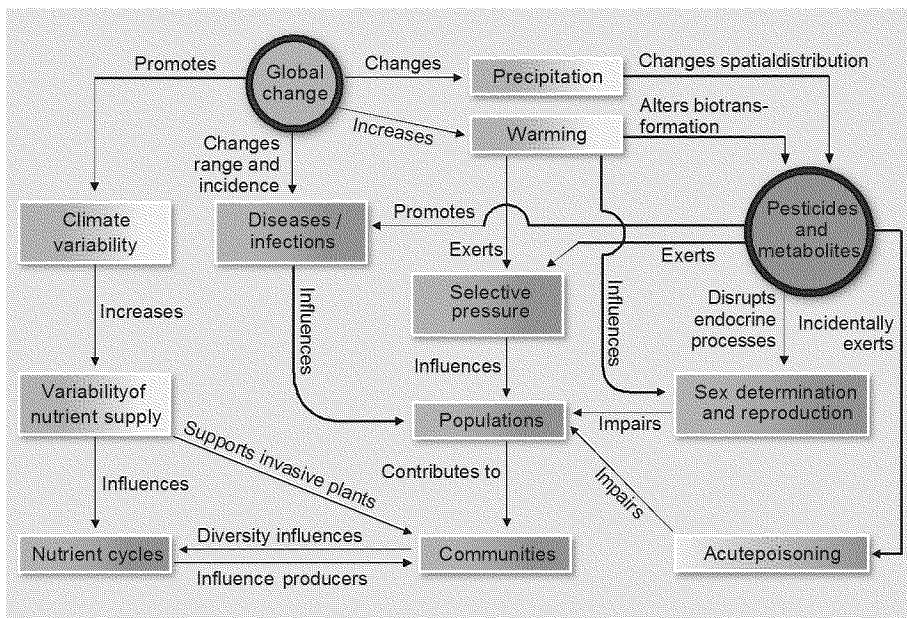 Promotes
Global
change
Changes
Precipitation
Changes spatialdistribution
Increases
Warming
Alters biotrans-
formation
Changes
range and
incidence
Climate
variability
Diseases /
infections
Promotes
Pesticides
and
metabolites
Exerts
Exerts
Increases
Influences
Selective
pressure
Influences
Disrupts
endocrine
processes
Incidentally
exerts
Influences
Variabilityof
nutrient supply
Populations
Sex determination
and reproduction
Impairs
Supports invasive plants
Contributes to
Impairs
Influences
Nutrient cycles
Diversity influences
Influence producers
Communities
Acutepoisoning